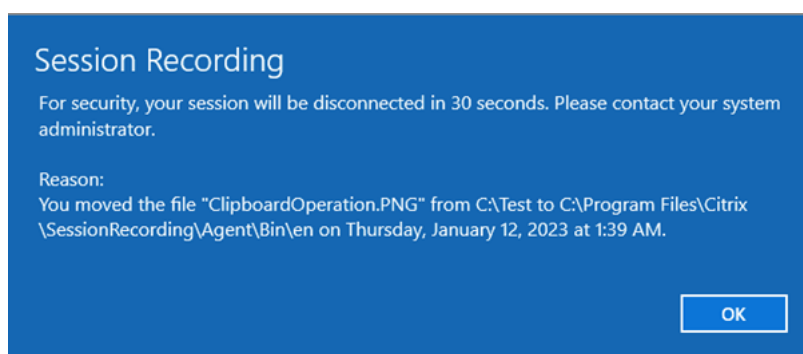 Session Recording
For security, your session will be disconnected in 30 seconds. Please contact your system
administrator.
Reason:
You moved the file "ClipboardOperation.PNG" from C:\Test to C:\Program Files\Citrix
\SessionRecording\Agent\Bin\en on Thursday, January 12, 2023 at 1:39 AM.
OK